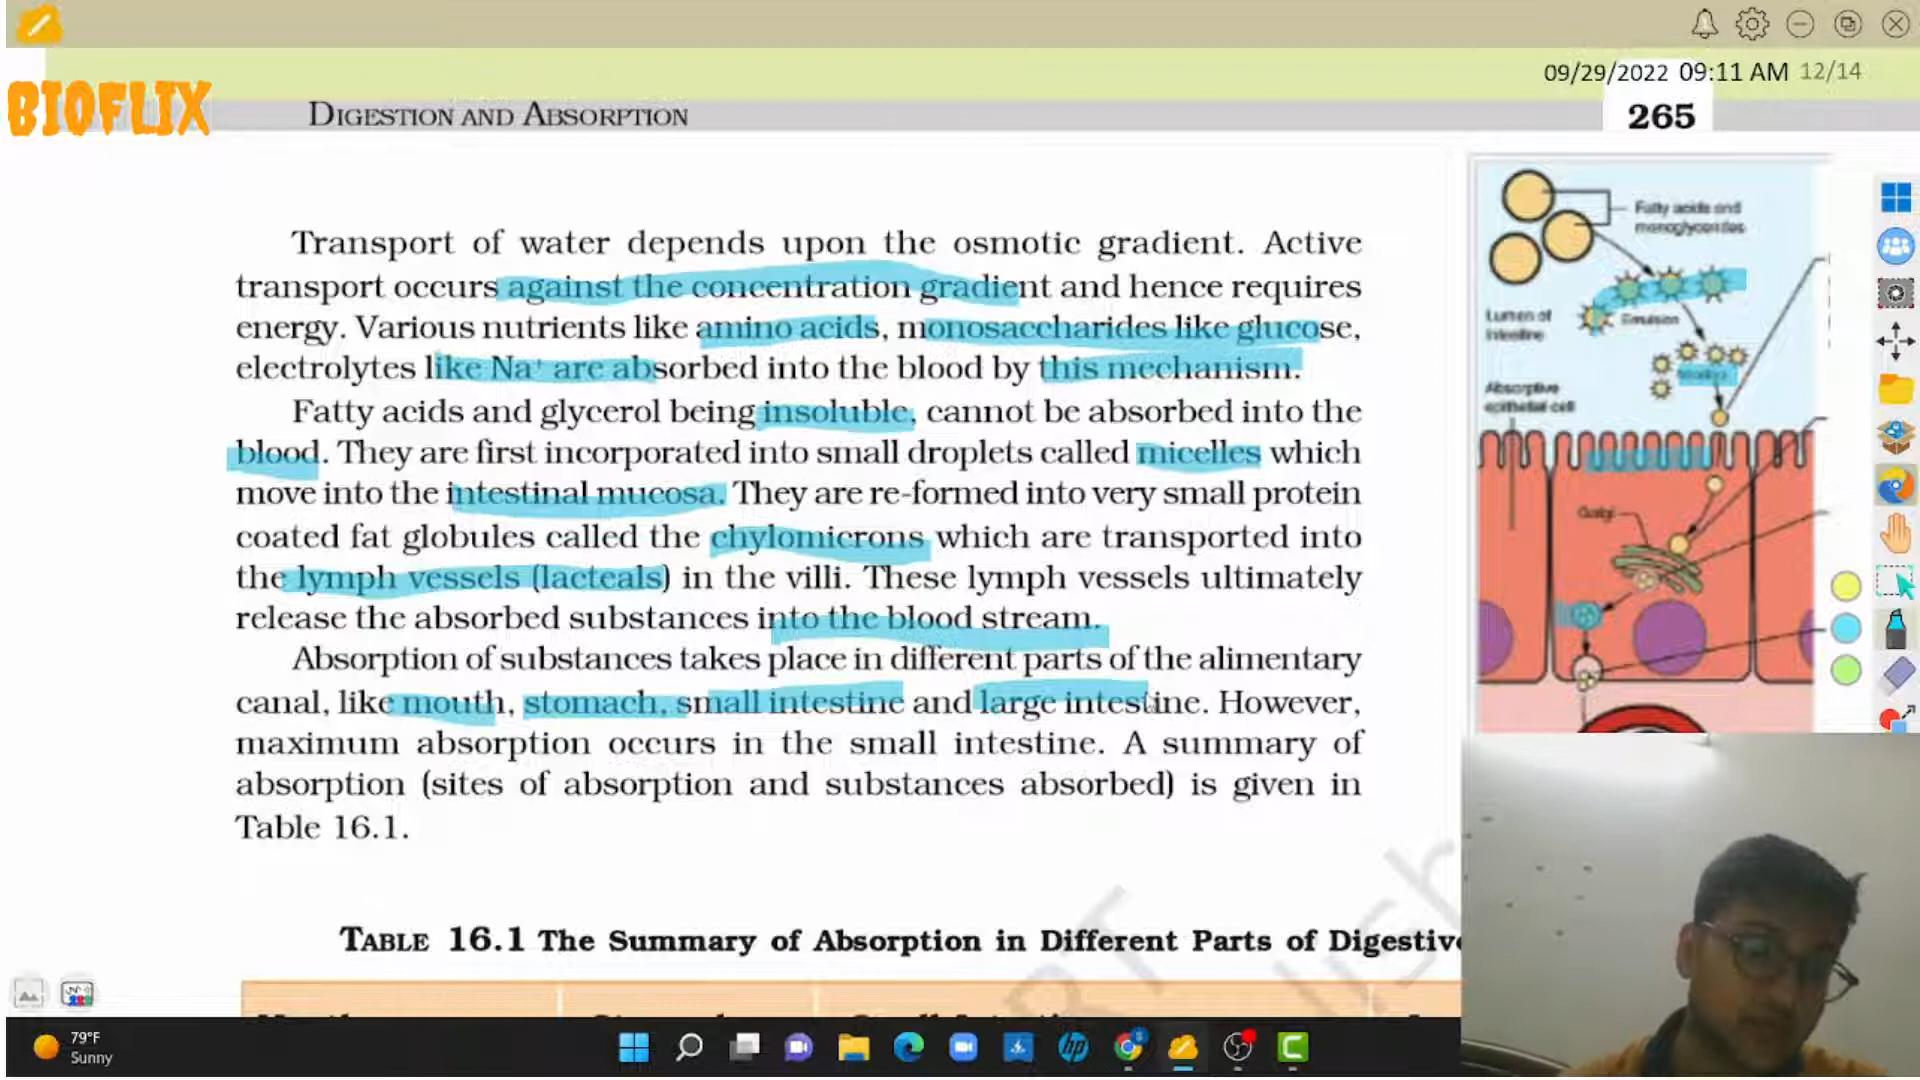 09/29/2022 09:11 AM 12/14
BIOFLIX
DIGESTION AND ABSORPTION
265
Transport of water depends upon the osmotic gradient. Active
transport occurs against the concentration gradient and hence requires
energy. Various nutrients like amino acids, monosaccharides like glucose,
electrolytes like Na⁺ are absorbed into the blood by this mechanism.
Fatty acids and glycerol being insoluble, cannot be absorbed into the
blood. They are first incorporated into small droplets called micelles which
move into the intestinal mucosa. They are re-formed into very small protein
coated fat globules called the chylomicrons which are transported into
the lymph vessels (lacteals) in the villi. These lymph vessels ultimately
release the absorbed substances into the blood stream.
Absorption of substances takes place in different parts of the alimentary
canal, like mouth, stomach, small intestine and large intestine. However,
maximum absorption occurs in the small intestine. A summary of
absorption (sites of absorption and substances absorbed) is given in
Table 16.1.
TABLE 16.1 The Summary of Absorption in Different Parts of Digestive
Fatty acids and
monoglycerides
Lumen of
intestine
Emulsion
Absorptive
epithelial cell
Golgi
79°F
Sunny
hp